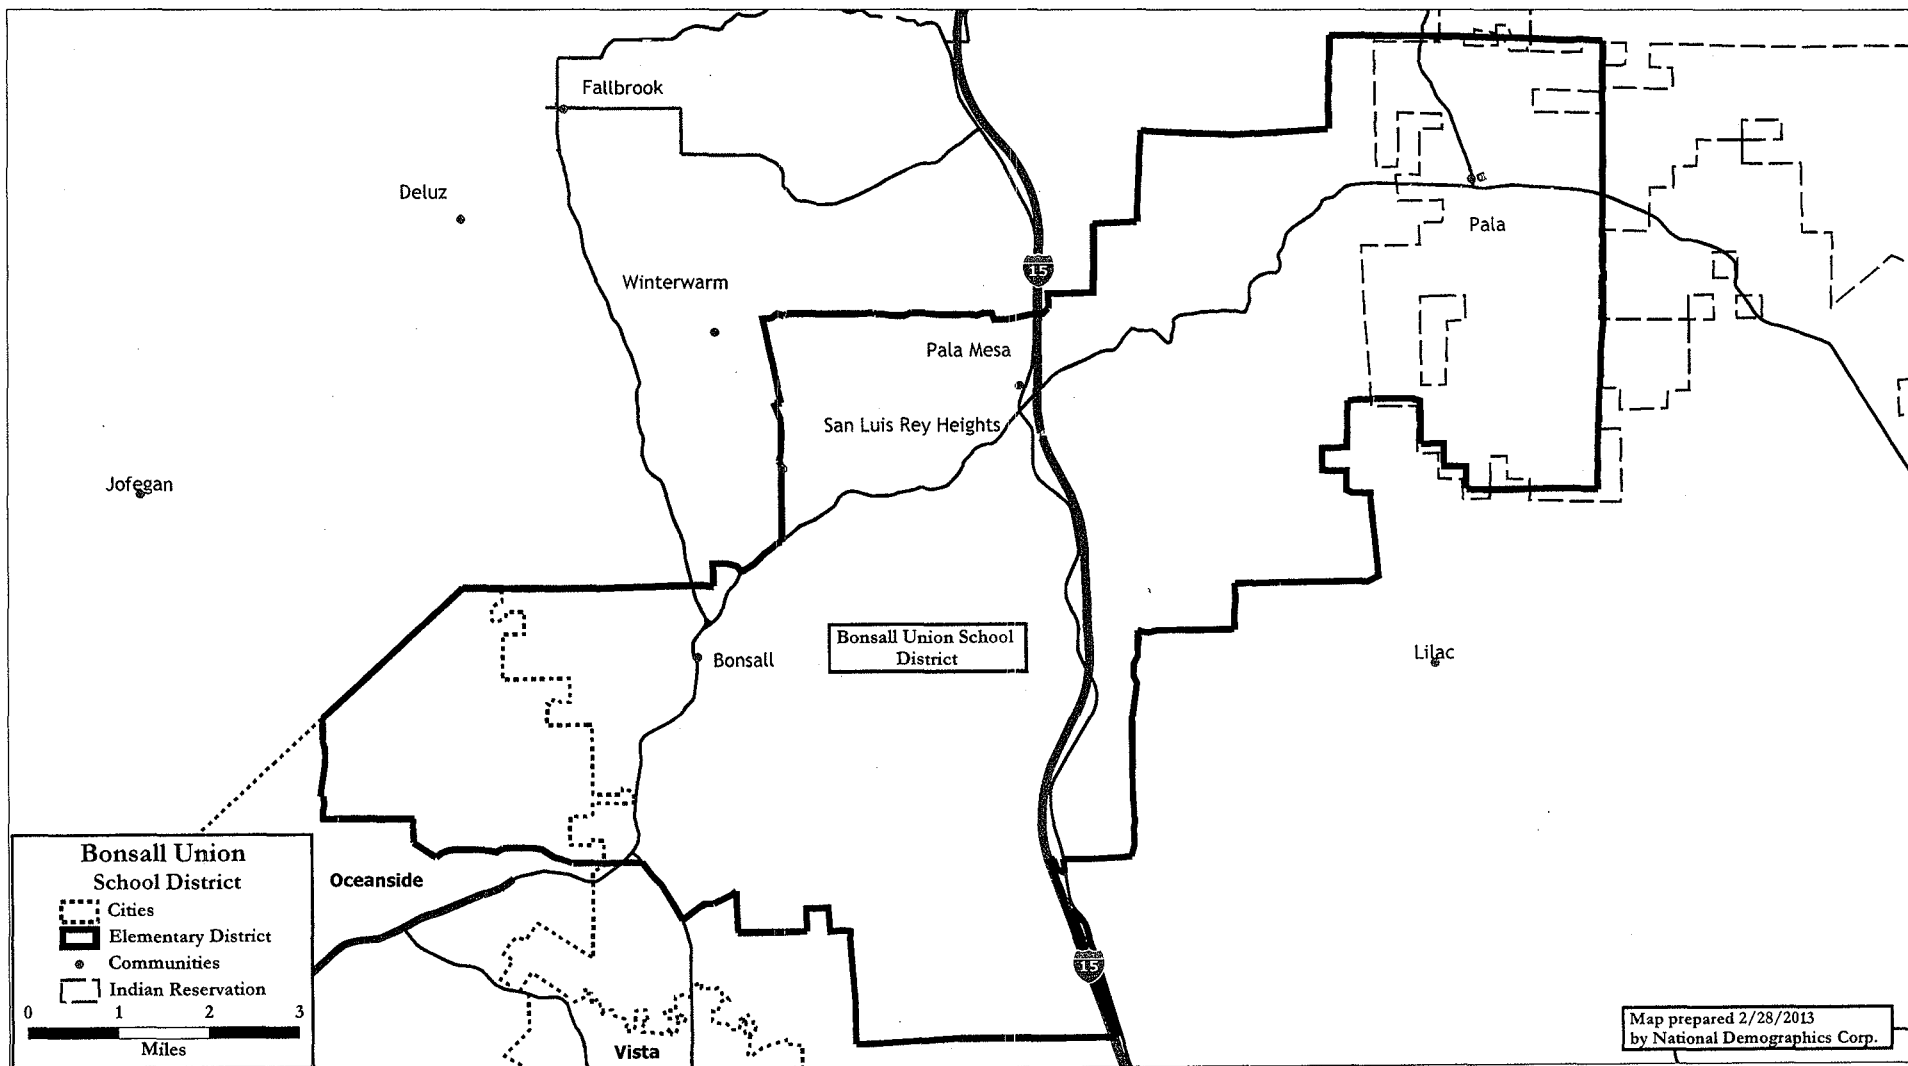 Fallbrook
Deluz
Winterwarm
15
Pala
Pala Mesa
San Luis Rey Heights
Jofegan
Bonsall Union School
District
Bonsall
Lilac
Oceanside
15
Vista
Bonsall Union
School District
Cities
Elementary District
Communities
Indian Reservation
0 1 2 3
Miles
Map prepared 2/28/2013
by National Demographics Corp.